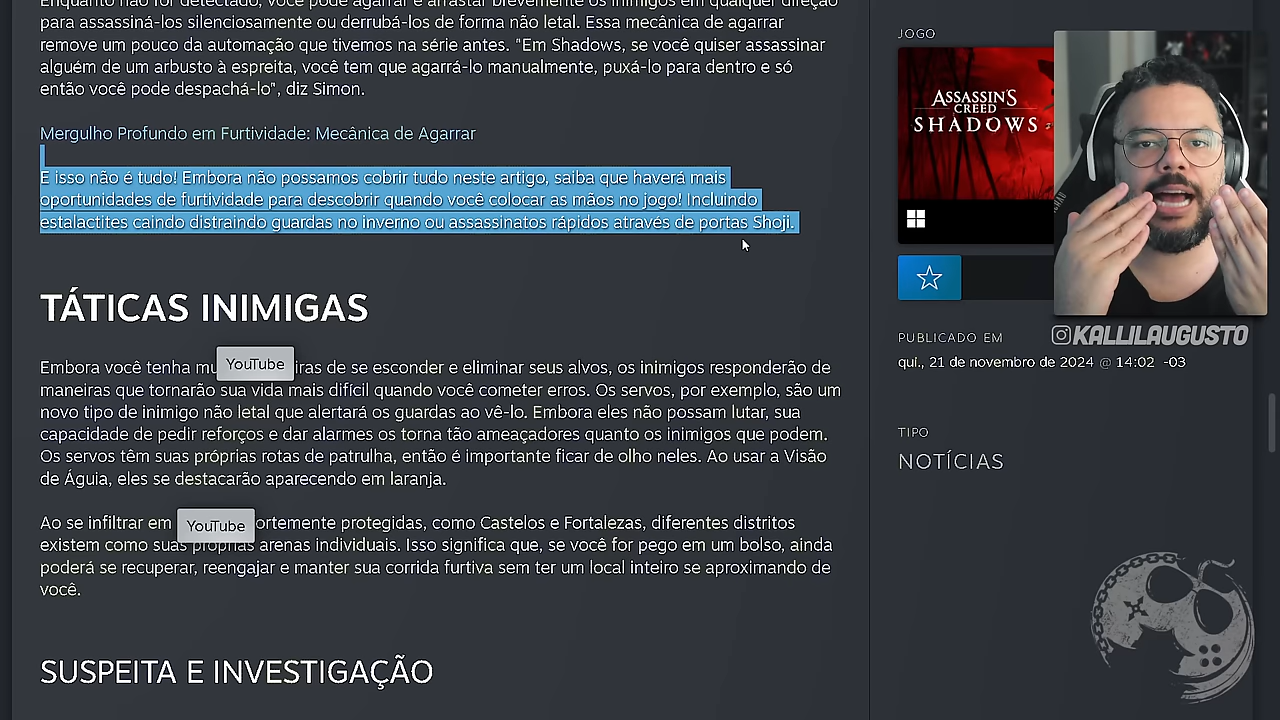 Enquanto não for detectado, você pode agarrar e arrastar brevemente os inimigos em qualquer direção
para assassiná-los silenciosamente ou derrubá-los de forma não letal. Essa mecânica de agarrar
remove um pouco da automação que tivemos na série antes. "Em Shadows, se você quiser assassinar
alguém de um arbusto à espreita, você tem que agarrá-lo manualmente, puxá-lo para dentro e só
então você pode despachá-lo", diz Simon.
Mergulho Profundo em Furtividade: Mecânica de Agarrar
E isso não é tudo! Embora não possamos cobrir tudo neste artigo, saiba que haverá mais
oportunidades de furtividade para descobrir quando você colocar as mãos no jogo! Incluindo
estalactites caindo distraindo guardas no inverno ou assassinatos rápidos através de portas Shoji.
TÁTICAS INIMIGAS
Embora você tenha mu YouTube iras de se esconder e eliminar seus alvos, os inimigos responderão de
maneiras que tornarão sua vida mais difícil quando você cometer erros. Os servos, por exemplo, são um
novo tipo de inimigo não letal que alertará os guardas ao vê-lo. Embora eles não possam lutar, sua
capacidade de pedir reforços e dar alarmes os torna tão ameaçadores quanto os inimigos que podem.
Os servos têm suas próprias rotas de patrulha, então é importante ficar de olho neles. Ao usar a Visão
de Águia, eles se destacarão aparecendo em laranja.
Ao se infiltrar em YouTube ortemente protegidas, como Castelos e Fortalezas, diferentes distritos
existem como suas próprias arenas individuais. Isso significa que, se você for pego em um bolso, ainda
poderá se recuperar, reengajar e manter sua corrida furtiva sem ter um local inteiro se aproximando de
você.
SUSPEITA E INVESTIGAÇÃO
JOGO
ASSASSIN'S
CREED
SHADOWS
KALLILAUGUSTO
PUBLICADO EM
qui., 21 de novembro de 2024 @ 14:02 -03
TIPO
NOTÍCIAS